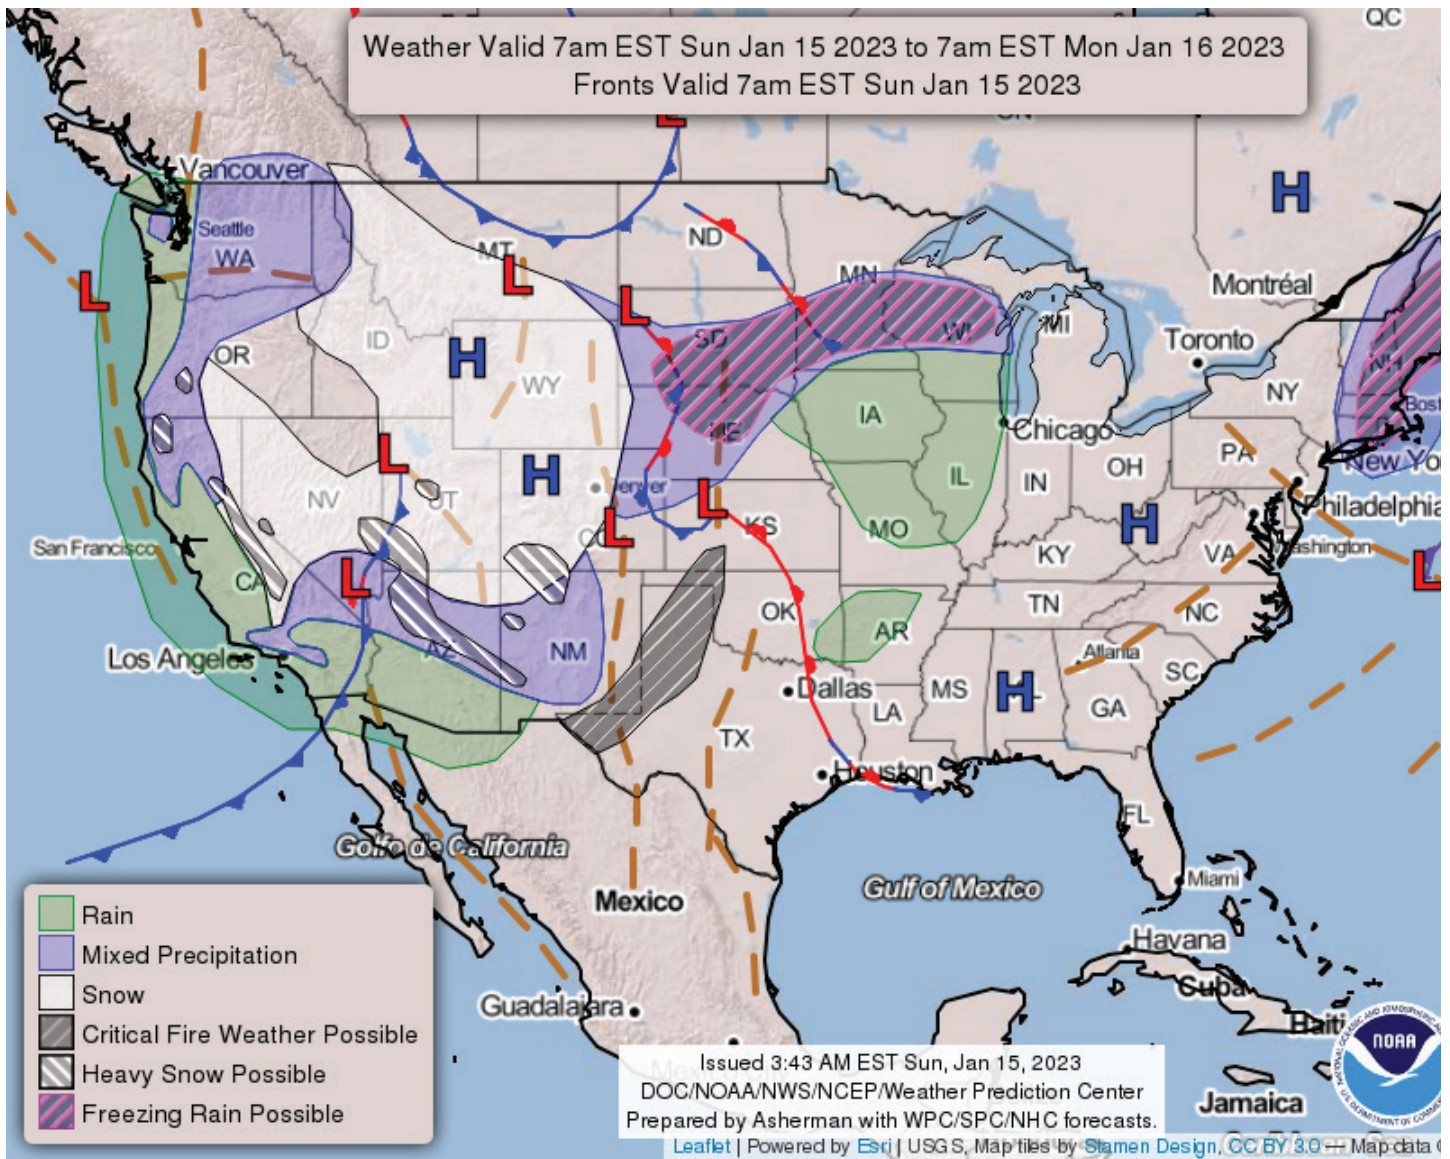 QC
Weather Valid 7am EST Sun Jan 15 2023 to 7am EST Mon Jan 16 2023
Fronts Valid 7am EST Sun Jan 15 2023
Vancouver
L
H
Seattle
WA
MT
ND
MN
Montréal
L
L
L
ID
H
WY
SD
WI
MI
Toronto
OR
NH
NY
IA
Bost
NE
Chicago
L
NV
UT
H
Denver
IL
IN
OH
PA
New Yo
Philadelphia
L
KS
MO
H
San Francisco
L
KY
VA
Washington
CA
L
L
OK
TN
NC
AR
Los Angeles
AZ
NM
Atlanta
SC
Dallas
MS
H
LA
GA
TX
Houston
FL
Golfo de California
Gulf of Mexico
Miami
Mexico
Rain
Mixed Precipitation
Snow
Critical Fire Weather Possible
Heavy Snow Possible
Freezing Rain Possible
Havana
Cuba
Guadalajara
Haiti
NOAA
Issued 3:43 AM EST Sun, Jan 15, 2023
DOC/NOAA/NWS/NCEP/Weather Prediction Center
Prepared by Asherman with WPC/SPC/NHC forecasts.
Jamaica
Leaflet | Powered by Esri | USGS, Map tiles by Stamen Design, CC BY 3.0 — Map data ©